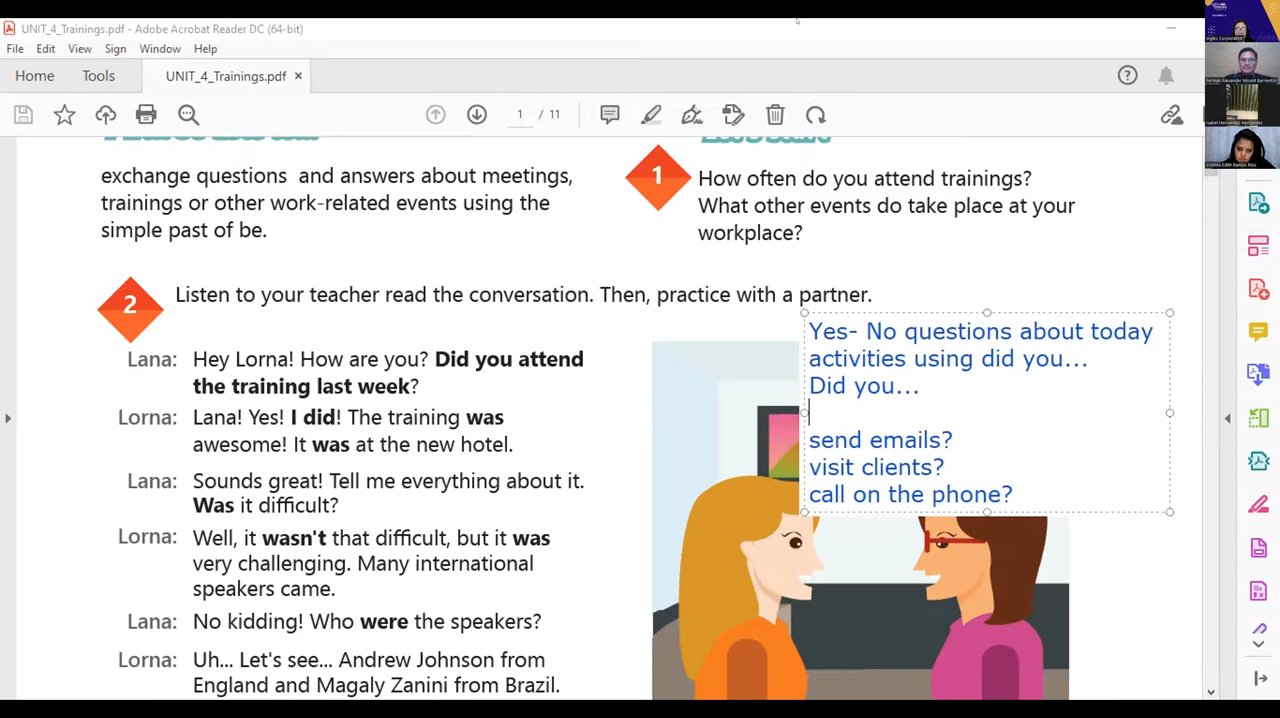 UNIT_4_Trainings.pdf - Adobe Acrobat Reader DC (64-bit)
File Edit View Sign Window Help
Home Tools UNIT_4_Trainings.pdf ×
1 / 11
exchange questions and answers about meetings,
trainings or other work-related events using the
simple past of be.
1
How often do you attend trainings?
What other events do take place at your
workplace?
2
Listen to your teacher read the conversation. Then, practice with a partner.
Lana: Hey Lorna! How are you? Did you attend
the training last week?
Lorna: Lana! Yes! I did! The training was
awesome! It was at the new hotel.
Lana: Sounds great! Tell me everything about it.
Was it difficult?
Lorna: Well, it wasn't that difficult, but it was
very challenging. Many international
speakers came.
Lana: No kidding! Who were the speakers?
Lorna: Uh... Let's see... Andrew Johnson from
England and Magaly Zanini from Brazil.
Yes- No questions about today
activities using did you...
Did you...
send emails?
visit clients?
call on the phone?